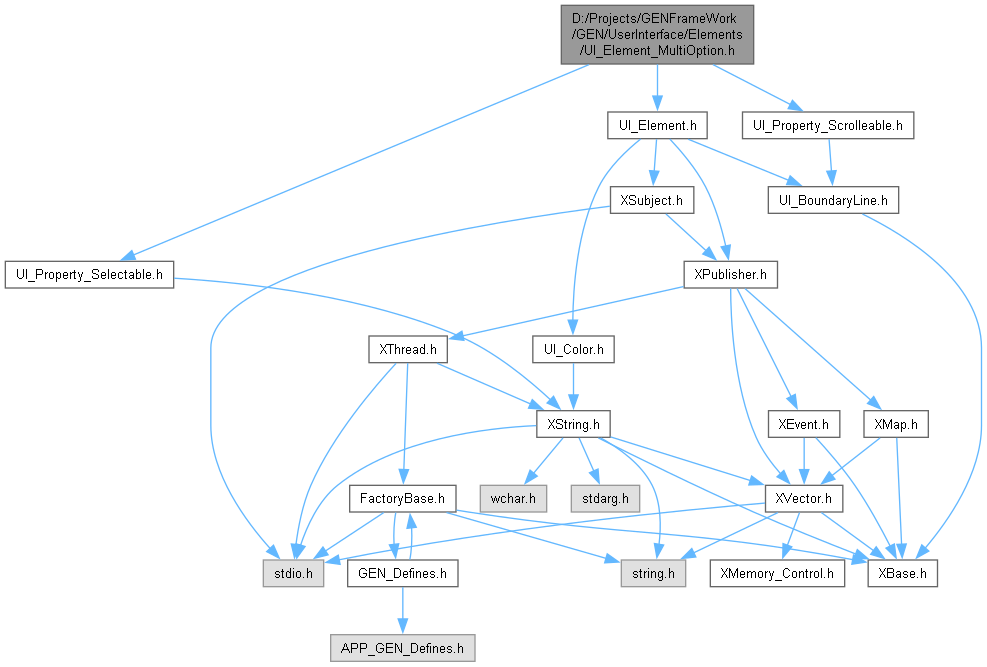 D:/Projects/GENFrameWork
/GEN/UserInterface/Elements
/UI_Element_MultiOption.h
UI_Element.h
UI_Property_Scrolleable.h
XSubject.h
UI_BoundaryLine.h
UI_Property_Selectable.h
XPublisher.h
XThread.h
UI_Color.h
XString.h
XEvent.h
XMap.h
FactoryBase.h
wchar.h
stdarg.h
XVector.h
stdio.h
GEN_Defines.h
string.h
XMemory_Control.h
XBase.h
APP_GEN_Defines.h